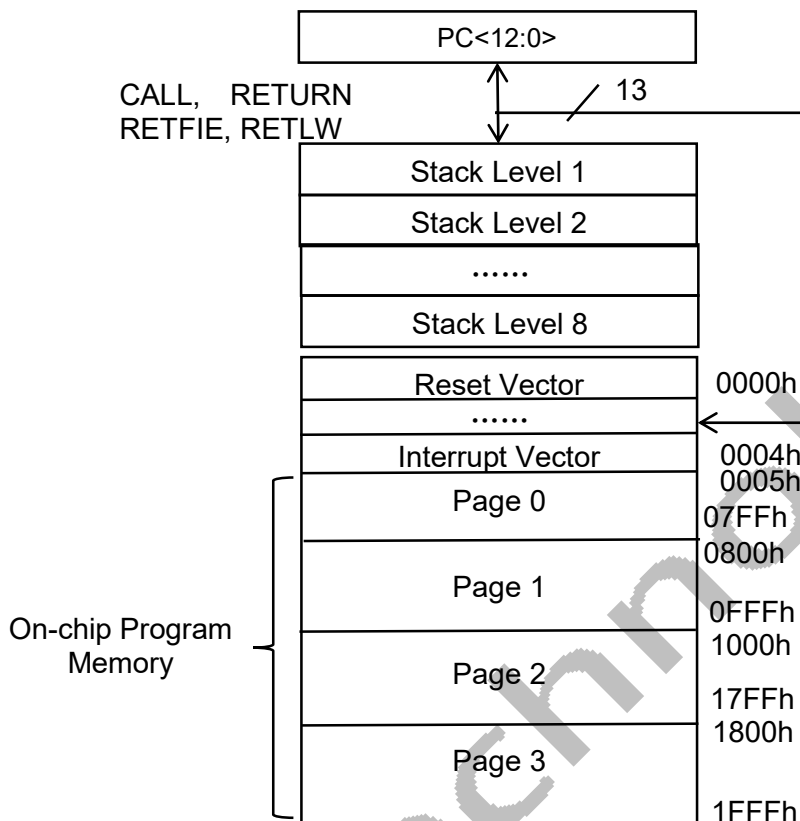 PC<12:0>
CALL, RETURN
RETFIE, RETLW
13
Stack Level 1
Stack Level 2
......
Stack Level 8
Reset Vector
0000h
......
Interrupt Vector
0004h
0005h
Page 0
07FFh
0800h
Page 1
0FFFh
On-chip Program
Memory
1000h
Page 2
17FFh
1800h
Page 3
1FFFh